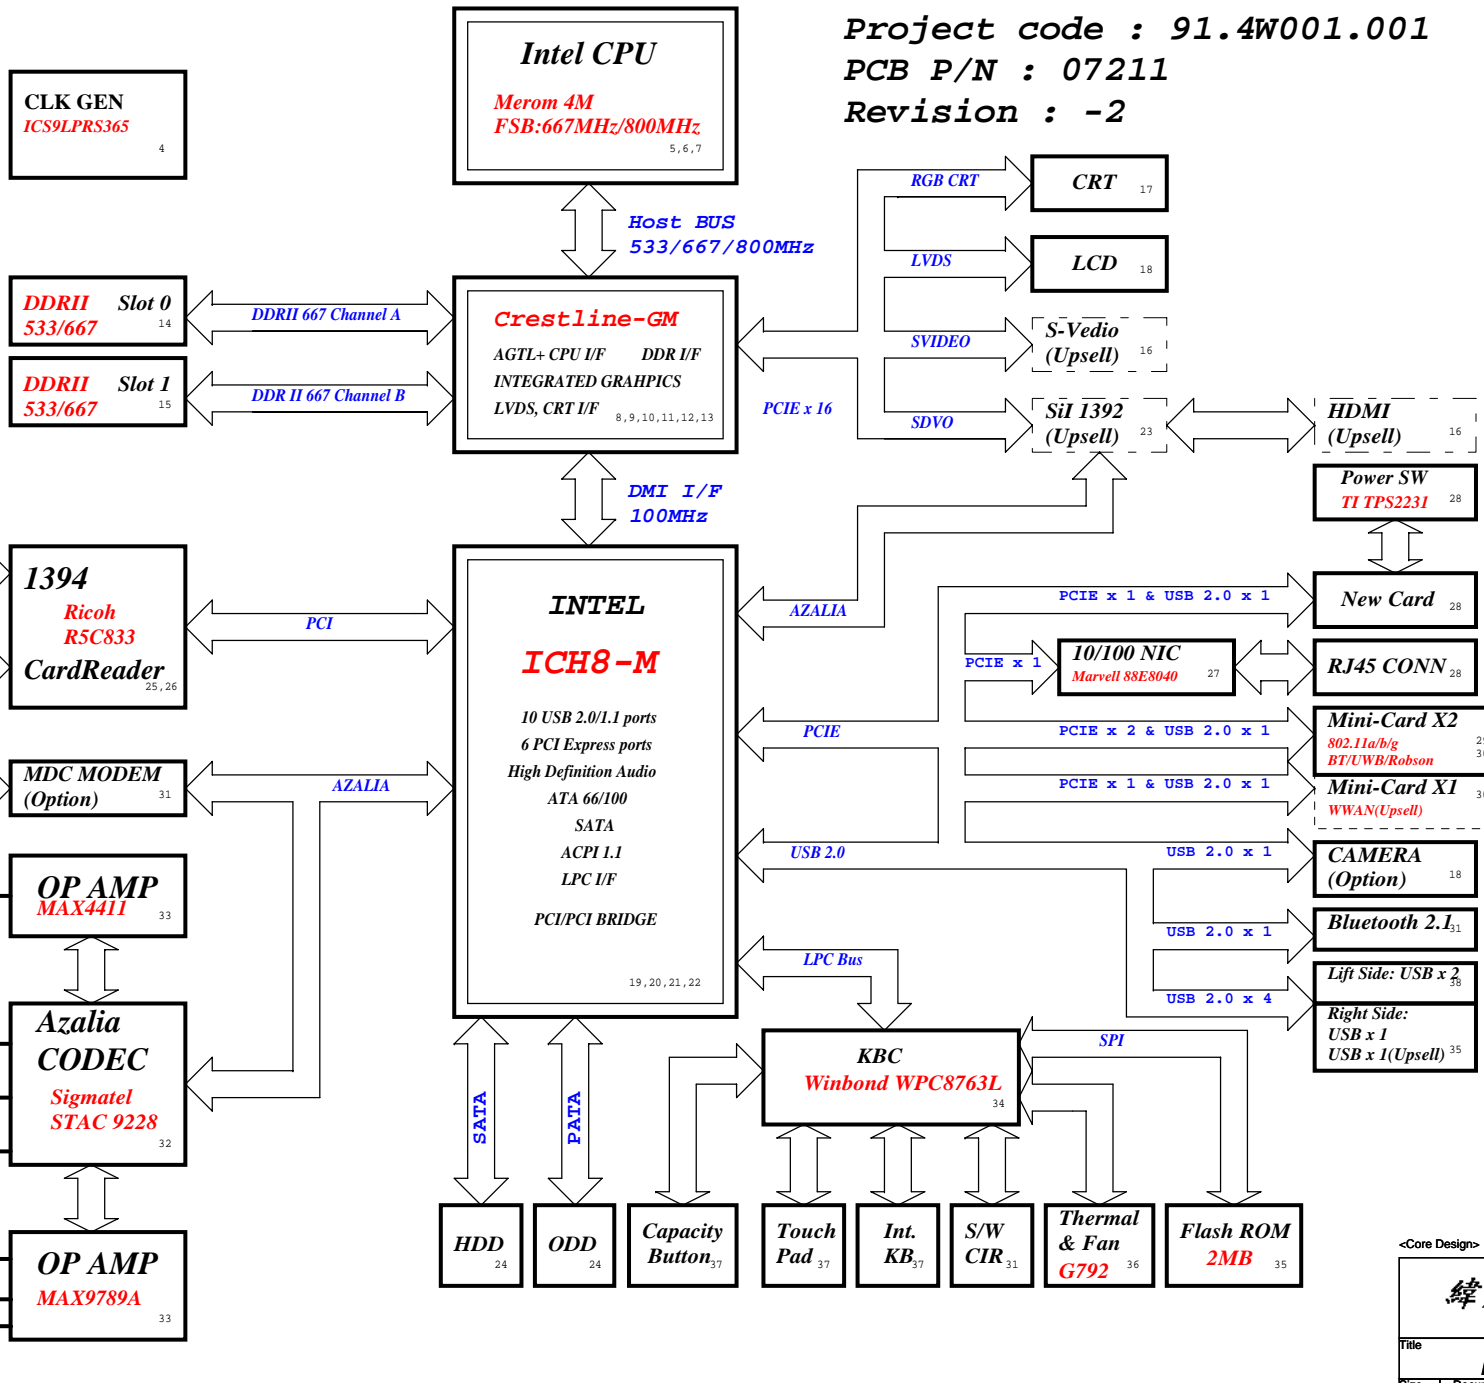 Project code : 91.4W001.001
PCB P/N : 07211
Revision : -2
CLK GEN
ICS9LPRS365
4
Intel CPU
Merom 4M
FSB:667MHz/800MHz
5,6,7
Host BUS
533/667/800MHz
RGB CRT
CRT 17
LVDS
LCD 18
SVIDEO
S-Vedio
(Upsell) 16
SDVO
SiI 1392
(Upsell) 23
HDMI
(Upsell) 16
PCIE x 16
DDRII Slot 0
533/667 14
DDRII 667 Channel A
DDRII Slot 1
533/667 15
DDR II 667 Channel B
Crestline-GM
AGTL+ CPU I/F DDR I/F
INTEGRATED GRAHPICS
LVDS, CRT I/F 8,9,10,11,12,13
DMI I/F
100MHz
Power SW
TI TPS2231 28
1394
Ricoh
R5C833
CardReader
25,26
PCI
INTEL
ICH8-M
10 USB 2.0/1.1 ports
6 PCI Express ports
High Definition Audio
ATA 66/100
SATA
ACPI 1.1
LPC I/F
PCI/PCI BRIDGE
19,20,21,22
AZALIA
PCIE x 1 & USB 2.0 x 1
New Card 28
PCIE x 1
10/100 NIC
Marvell 88E8040 27
RJ45 CONN 28
PCIE
PCIE x 2 & USB 2.0 x 1
Mini-Card X2
802.11a/b/g
BT/UWB/Robson
PCIE x 1 & USB 2.0 x 1
Mini-Card X1
WWAN(Upsell)
MDC MODEM
(Option) 31
AZALIA
USB 2.0
USB 2.0 x 1
CAMERA
(Option) 18
USB 2.0 x 1
Bluetooth 2.1 31
USB 2.0 x 4
Lift Side: USB x 2
38
Right Side:
USB x 1
USB x 1(Upsell) 35
OP AMP
MAX4411 33
Azalia
CODEC
Sigmatel
STAC 9228
32
OP AMP
MAX9789A
33
LPC Bus
KBC
Winbond WPC8763L
34
SPI
SATA
PATA
HDD
24
ODD
24
Capacity
Button 37
Touch
Pad 37
Int.
KB 37
S/W
CIR 31
Thermal
& Fan
G792 36
Flash ROM
2MB 35
<Core Design>
緯
Title